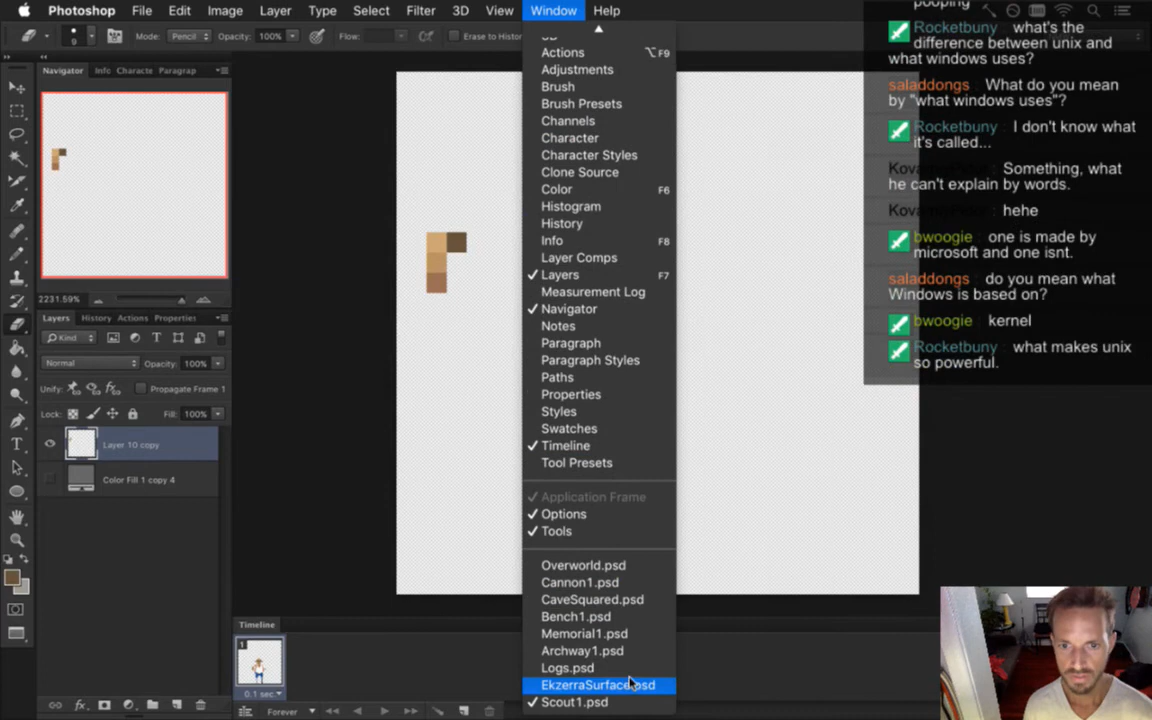 Photoshop File Edit Image Layer Type Select Filter 3D View Window Help
9 Mode: Pencil Opacity: 100% Flow: Erase to History
Navigator Info Characte Paragrap
2231.59%
Layers History Actions Properties
Kind
Normal Opacity: 100%
Unify: Propagate Frame 1
Lock: Fill: 100%
Layer 10 copy
Color Fill 1 copy 4
3D
Actions ⌥F9
Adjustments
Brush
Brush Presets
Channels
Character
Character Styles
Clone Source
Color F6
Histogram
History
Info F8
Layer Comps
✓ Layers F7
Measurement Log
✓ Navigator
Notes
Paragraph
Paragraph Styles
Paths
Properties
Styles
Swatches
✓ Timeline
Tool Presets
✓ Application Frame
✓ Options
✓ Tools
Overworld.psd
Cannon1.psd
CaveSquared.psd
Bench1.psd
Memorial1.psd
Archway1.psd
Logs.psd
EkzerraSurface.psd
✓ Scout1.psd
Timeline
1
0.1 sec.
Forever
pooping
Rocketbuny : what's the
difference between unix and
what windows uses?
saladdongs : What do you mean
by "what windows uses"?
Rocketbuny : I don't know what
it's called...
: Something, what
he can't explain by words.
: hehe
bwoogie : one is made by
microsoft and one isnt.
saladdongs : do you mean what
Windows is based on?
bwoogie : kernel
Rocketbuny : what makes unix
so powerful.